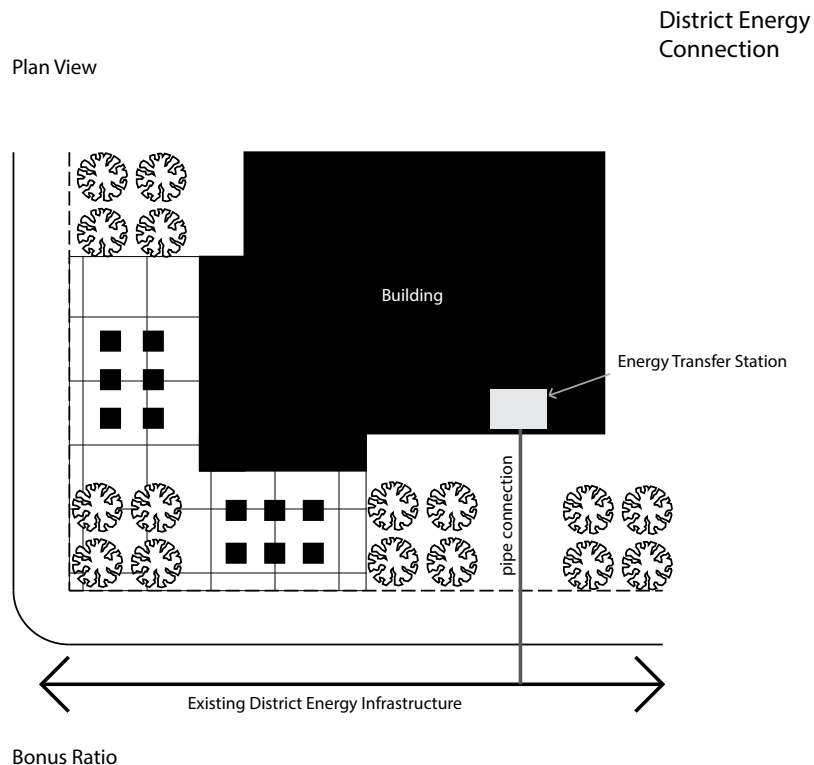 District Energy
Connection
Plan View
Building
Energy Transfer Station
pipe connection
Existing District Energy Infrastructure
Bonus Ratio